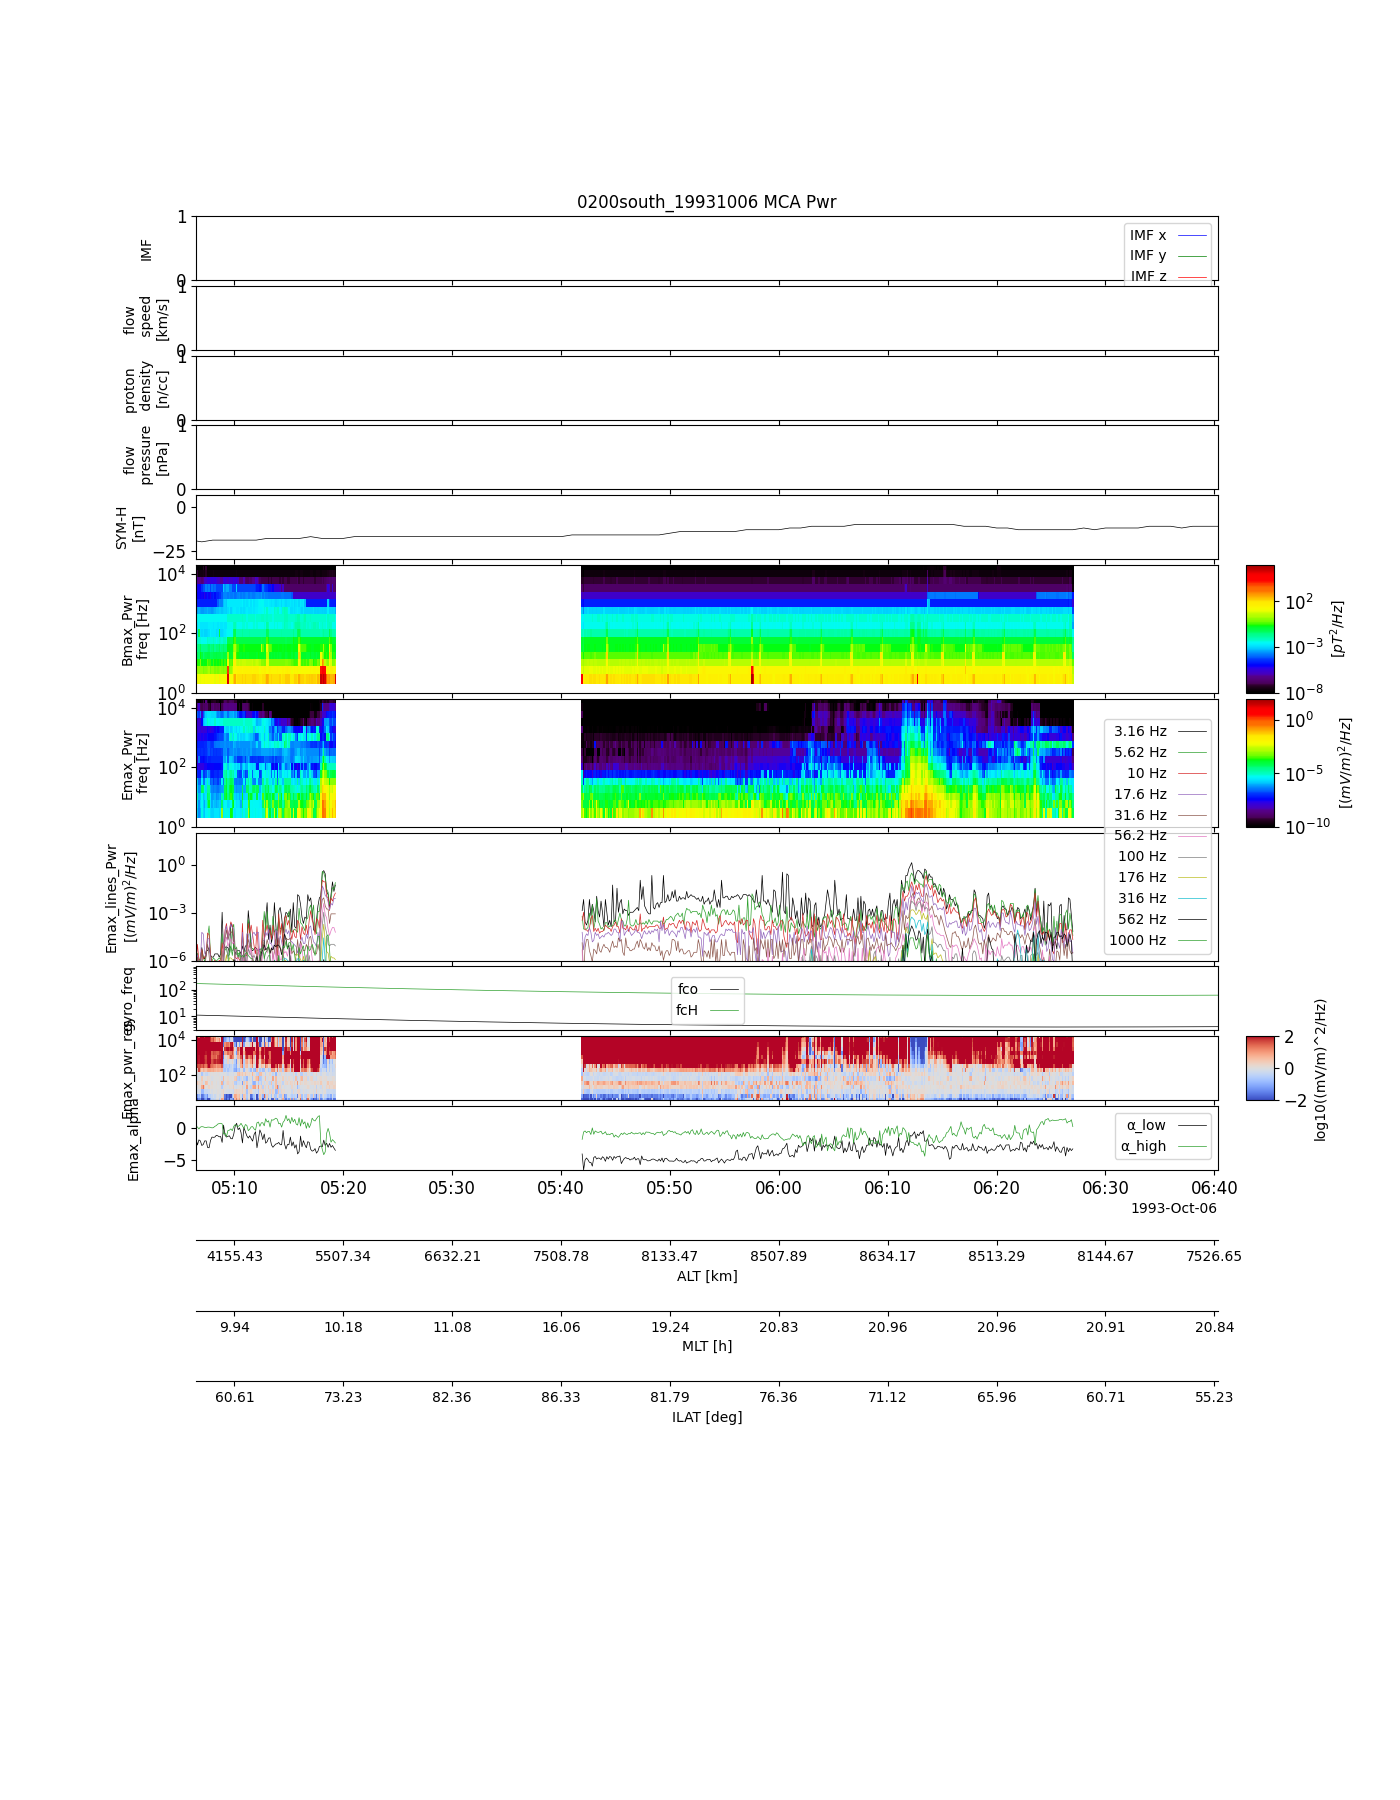 0200south_19931006 MCA Pwr
IMF
1
0
IMF x
IMF y
IMF z
flow
speed
[km/s]
1
0
proton
density
[n/cc]
1
0
flow
pressure
[nPa]
1
0
SYM-H
[nT]
0
−25
Bmax_Pwr
freq [Hz]
10^4
10^2
10^0
10^2
10^−3
10^−8
[pT^2/Hz]
Emax_Pwr
freq [Hz]
10^4
10^2
10^0
10^0
10^−5
10^−10
[(mV/m)^2/Hz]
3.16 Hz
5.62 Hz
10 Hz
17.6 Hz
31.6 Hz
56.2 Hz
100 Hz
176 Hz
316 Hz
562 Hz
1000 Hz
Emax_lines_Pwr
[(mV/m)^2/Hz]
10^0
10^−3
10^−6
gyro_freq
10^2
10^1
fco
fcH
Emax_pwr_reg
10^4
10^2
2
0
−2
log10((mV/m)^2/Hz)
Emax_alpha
0
−5
α_low
α_high
05:10 05:20 05:30 05:40 05:50 06:00 06:10 06:20 06:30 06:40
1993-Oct-06
4155.43 5507.34 6632.21 7508.78 8133.47 8507.89 8634.17 8513.29 8144.67 7526.65
ALT [km]
9.94 10.18 11.08 16.06 19.24 20.83 20.96 20.96 20.91 20.84
MLT [h]
60.61 73.23 82.36 86.33 81.79 76.36 71.12 65.96 60.71 55.23
ILAT [deg]